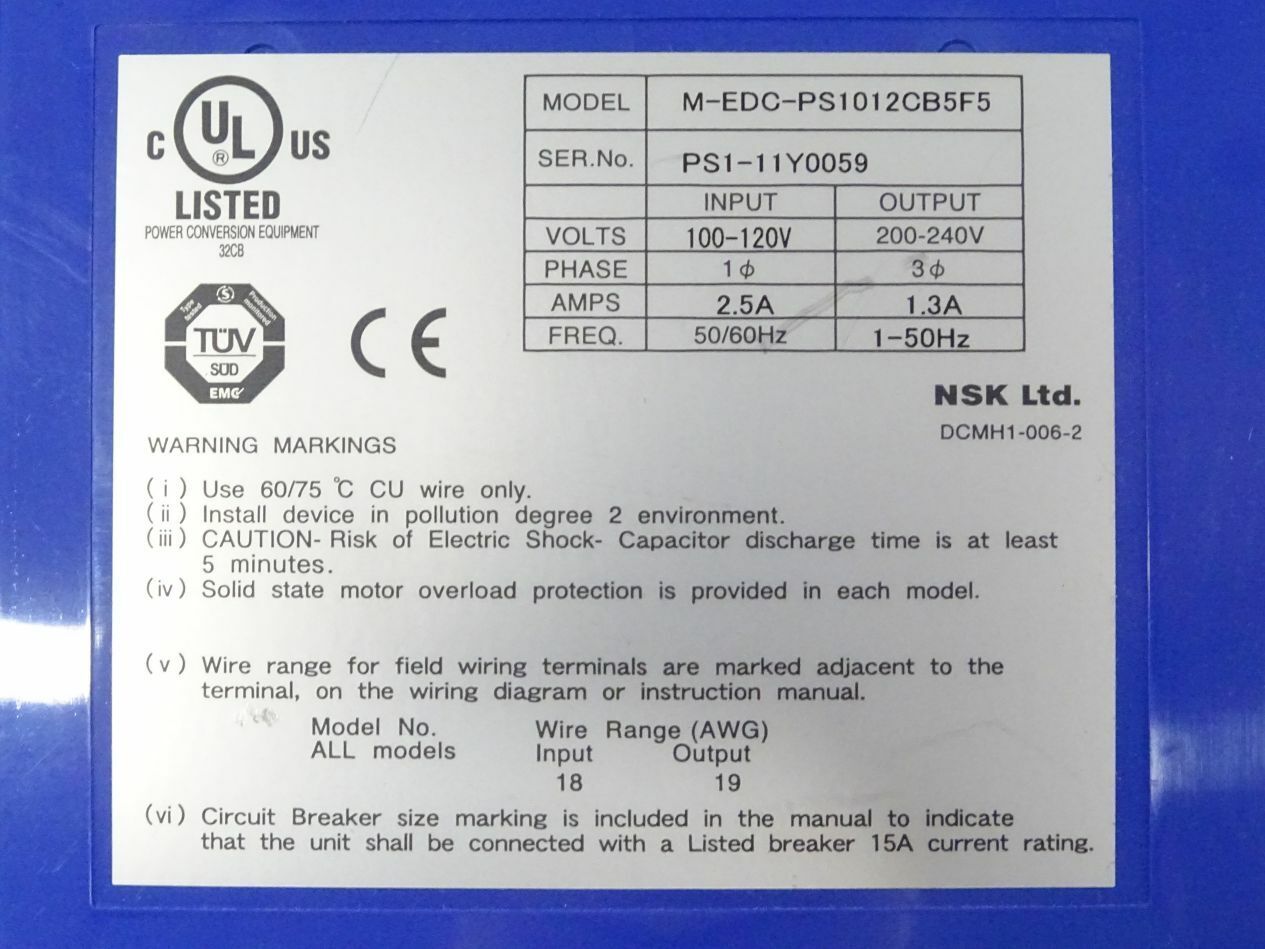 C UL ® US
LISTED
POWER CONVERSION EQUIPMENT
32CB
Type tested
S
Production monitored
TÜV
SÜD
EMC
CE
MODEL M-EDC-PS1012CB5F5
SER.No. PS1-11Y0059
INPUT OUTPUT
VOLTS 100-120V 200-240V
PHASE 1φ 3φ
AMPS 2.5A 1.3A
FREQ. 50/60Hz 1-50Hz
NSK Ltd.
DCMH1-006-2
WARNING MARKINGS
(i) Use 60/75 ℃ CU wire only.
(ii) Install device in pollution degree 2 environment.
(iii) CAUTION- Risk of Electric Shock- Capacitor discharge time is at least
5 minutes.
(iv) Solid state motor overload protection is provided in each model.
(v) Wire range for field wiring terminals are marked adjacent to the
terminal, on the wiring diagram or instruction manual.
Model No. Wire Range (AWG)
ALL models Input Output
18 19
(vi) Circuit Breaker size marking is included in the manual to indicate
that the unit shall be connected with a Listed breaker 15A current rating.